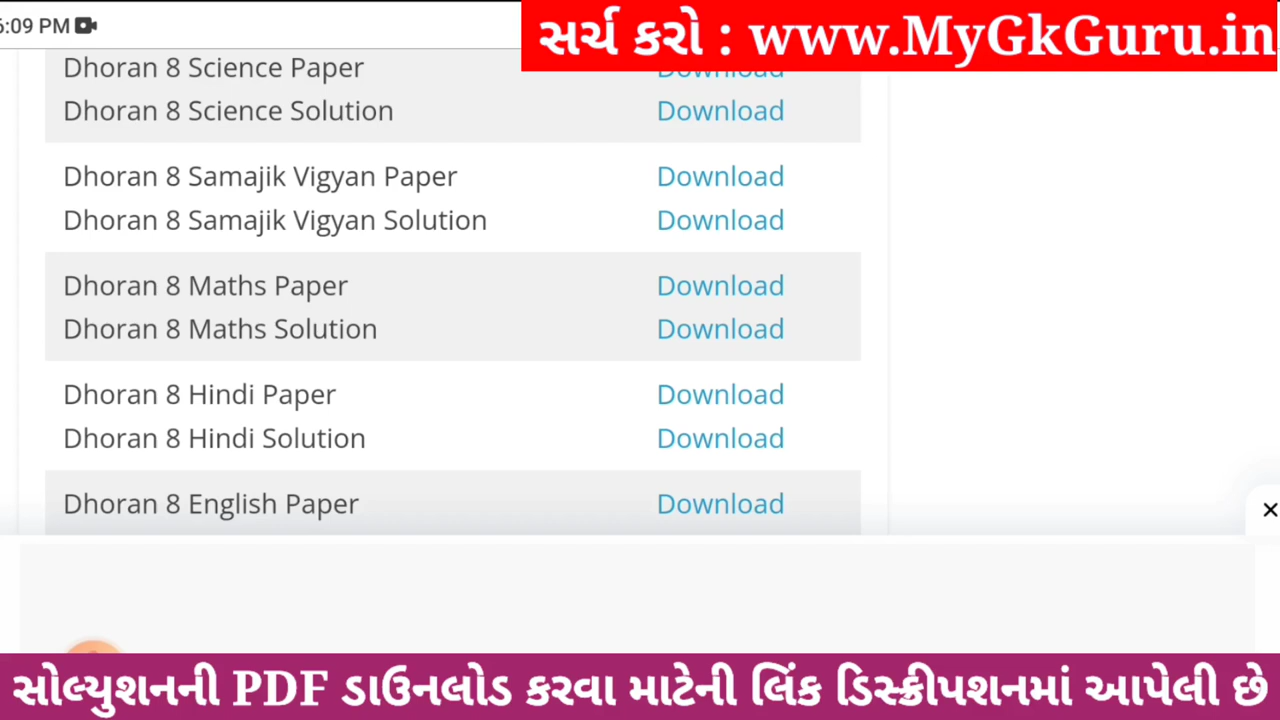 6:09 PM
સર્ચ કરો : www.MyGkGuru.in
Dhoran 8 Science Paper Download
Dhoran 8 Science Solution Download
Dhoran 8 Samajik Vigyan Paper Download
Dhoran 8 Samajik Vigyan Solution Download
Dhoran 8 Maths Paper Download
Dhoran 8 Maths Solution Download
Dhoran 8 Hindi Paper Download
Dhoran 8 Hindi Solution Download
Dhoran 8 English Paper Download
સોલ્યુશનની PDF ડાઉનલોડ કરવા માટેની લિંક ડિસ્ક્રીપશનમાં આપેલી છે